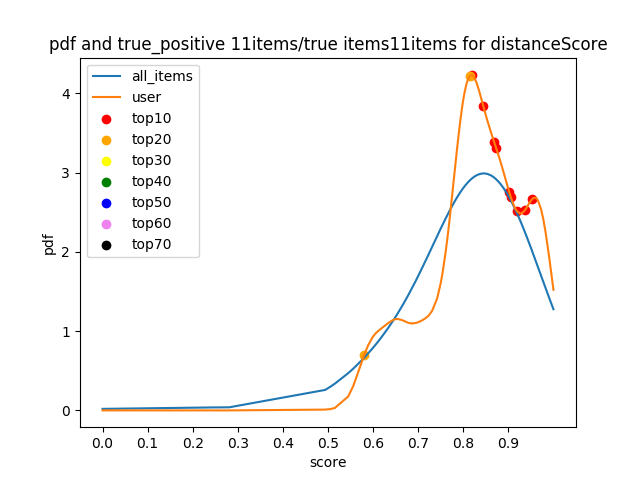 pdf and true_positive 11items/true items11items for distanceScore
all_items
user
top10
top20
top30
top40
top50
top60
top70
pdf
4
3
2
1
0
0.0 0.1 0.2 0.3 0.4 0.5 0.6 0.7 0.8 0.9
score